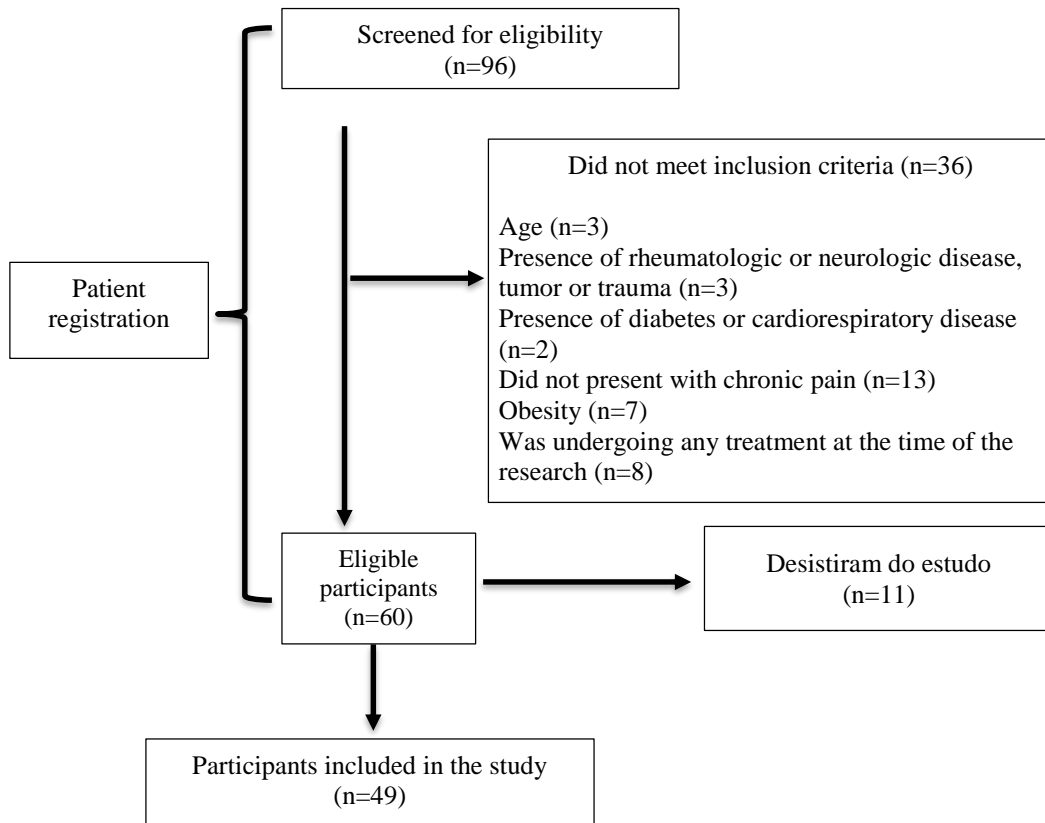 Screened for eligibility
(n=96)
Did not meet inclusion criteria (n=36)
Age (n=3)
Presence of rheumatologic or neurologic disease,
tumor or trauma (n=3)
Presence of diabetes or cardiorespiratory disease
(n=2)
Did not present with chronic pain (n=13)
Obesity (n=7)
Was undergoing any treatment at the time of the
research (n=8)
Patient
registration
Eligible
participants
(n=60)
Desistiram do estudo
(n=11)
Participants included in the study
(n=49)